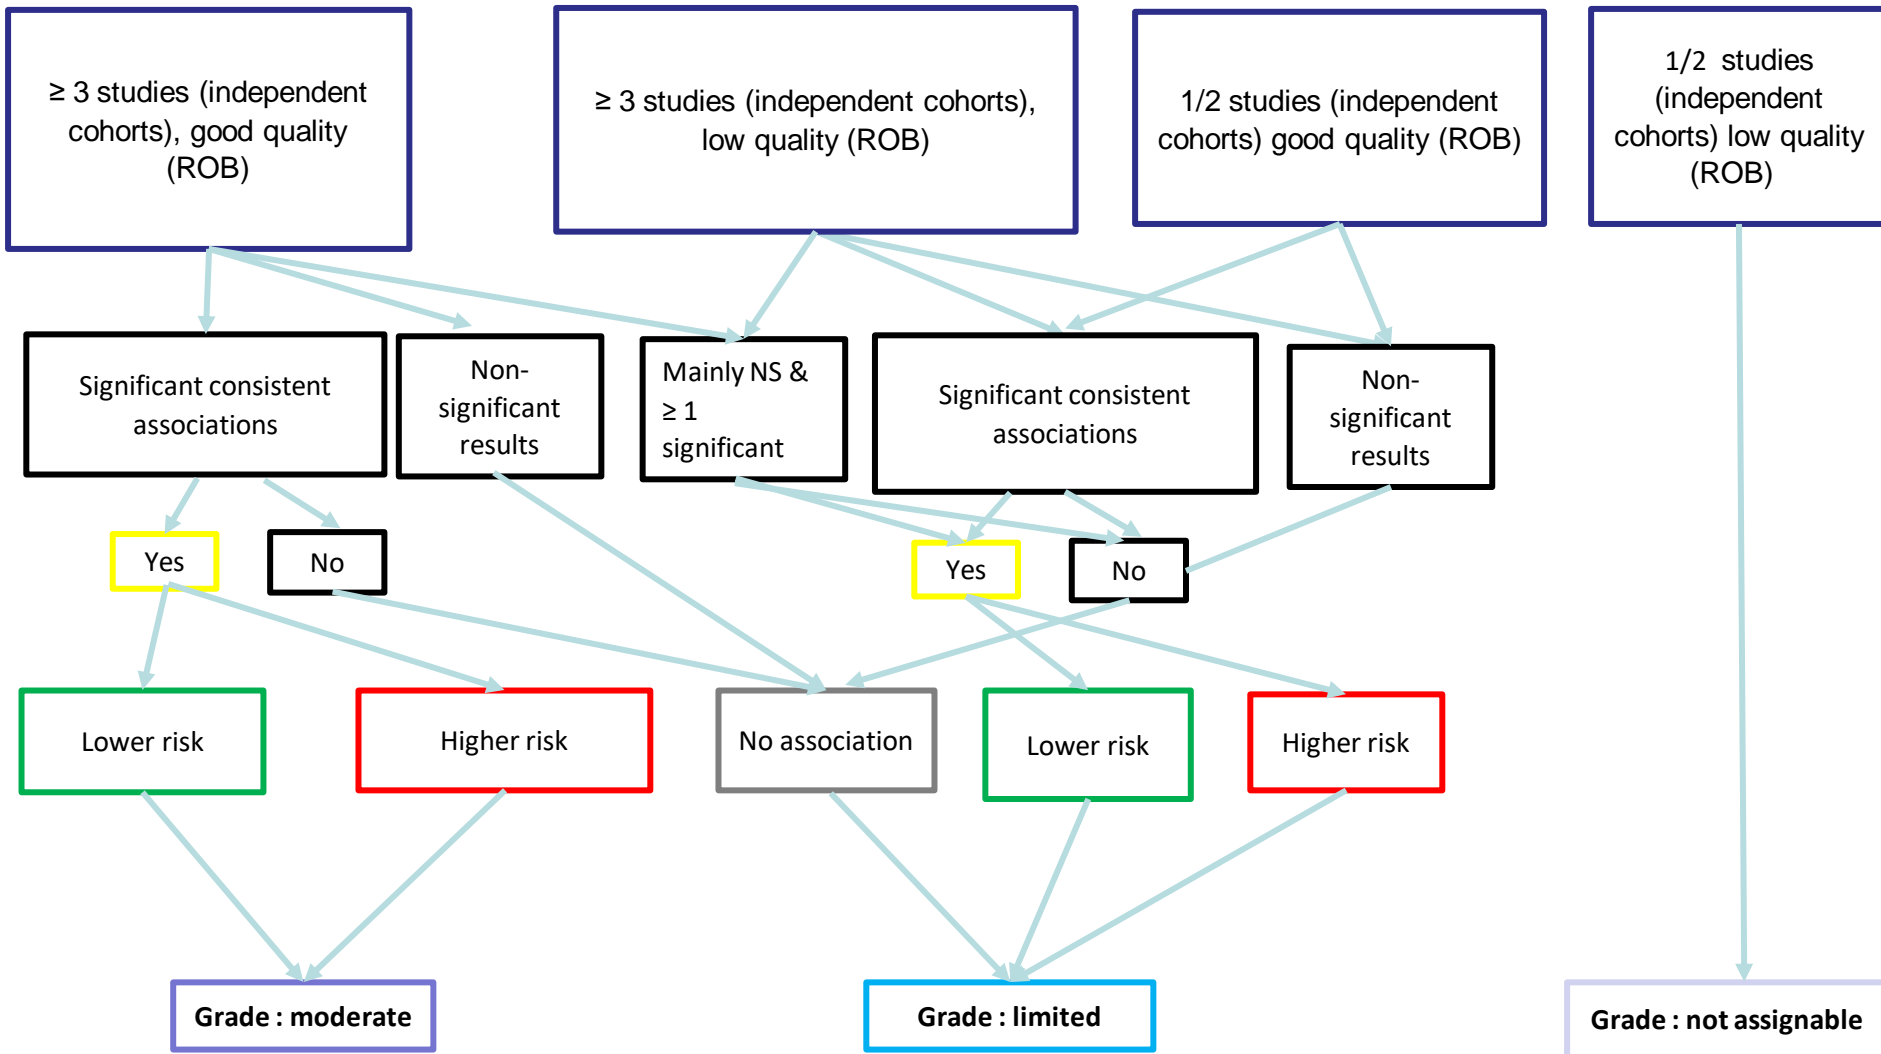 ≥ 3 studies (independent
cohorts), good quality
(ROB)
≥ 3 studies (independent cohorts),
low quality (ROB)
1/2 studies (independent
cohorts) good quality (ROB)
1/2 studies
(independent
cohorts) low quality
(ROB)
Significant consistent
associations
Non-
significant
results
Mainly NS &
≥ 1
significant
Significant consistent
associations
Non-
significant
results
Yes
No
Yes
No
Lower risk
Higher risk
No association
Lower risk
Higher risk
Grade : moderate
Grade : limited
Grade : not assignable